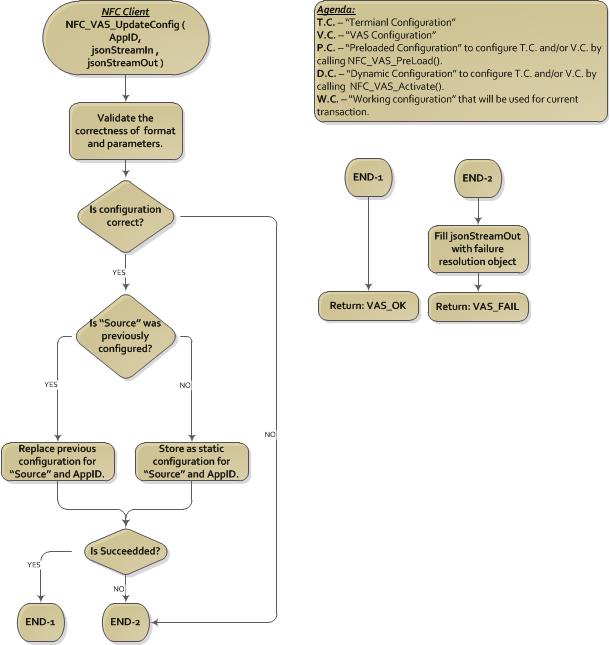 NFC Client
NFC_VAS_UpdateConfig (
AppID,
jsonStreamIn ,
jsonStreamOut )
Validate the
correctness of format
and parameters.
Is configuration
correct?
YES
Is “Source” was
previously
configured?
YES
NO
NO
Replace previous
configuration for
“Source” and AppID.
Store as static
configuration for
“Source” and AppID.
Is Succeedded?
YES
NO
END-1
END-2
Agenda:
T.C. – “Termianl Configuration”
V.C. – “VAS Configuration”
P.C. – “Preloaded Configuration” to configure T.C. and/or V.C. by
calling NFC_VAS_PreLoad().
D.C. – “Dynamic Configuration” to configure T.C. and/or V.C. by
calling NFC_VAS_Activate().
W.C. – “Working configuration” that will be used for current
transaction.
END-1
END-2
Fill jsonStreamOut
with failure
resolution object
Return: VAS_OK
Return: VAS_FAIL